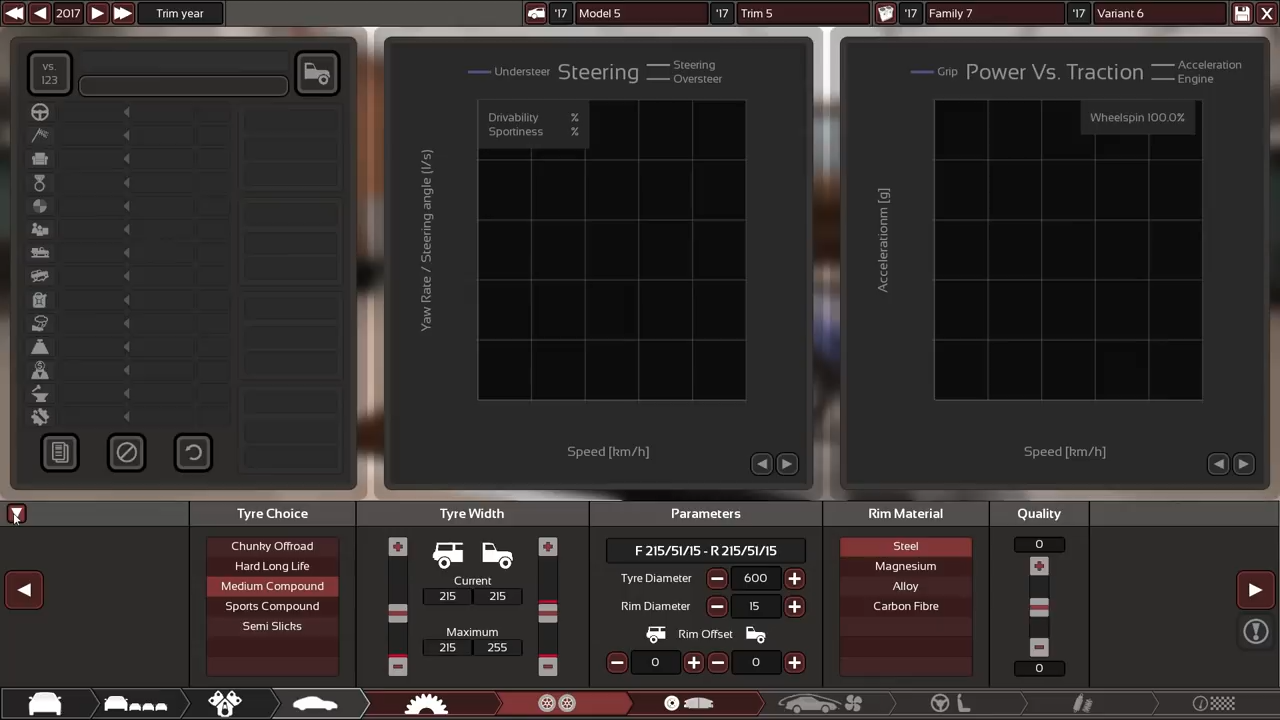 2017 Trim year '17 Model 5 '17 Trim 5 '17 Family 7 '17 Variant 6
vs.
123
Understeer Steering Steering
Oversteer
Drivability %
Sportiness %
Yaw Rate / Steering angle (1/s)
Speed [km/h]
Grip Power Vs. Traction Acceleration
Engine
Wheelspin 100.0%
Accelerationm [g]
Speed [km/h]
Tyre Choice
Chunky Offroad
Hard Long Life
Medium Compound
Sports Compound
Semi Slicks
Tyre Width
Current
215 215
Maximum
215 255
Parameters
F 215/51/15 - R 215/51/15
Tyre Diameter 600
Rim Diameter 15
Rim Offset
0 0
Rim Material
Steel
Magnesium
Alloy
Carbon Fibre
Quality
0
0